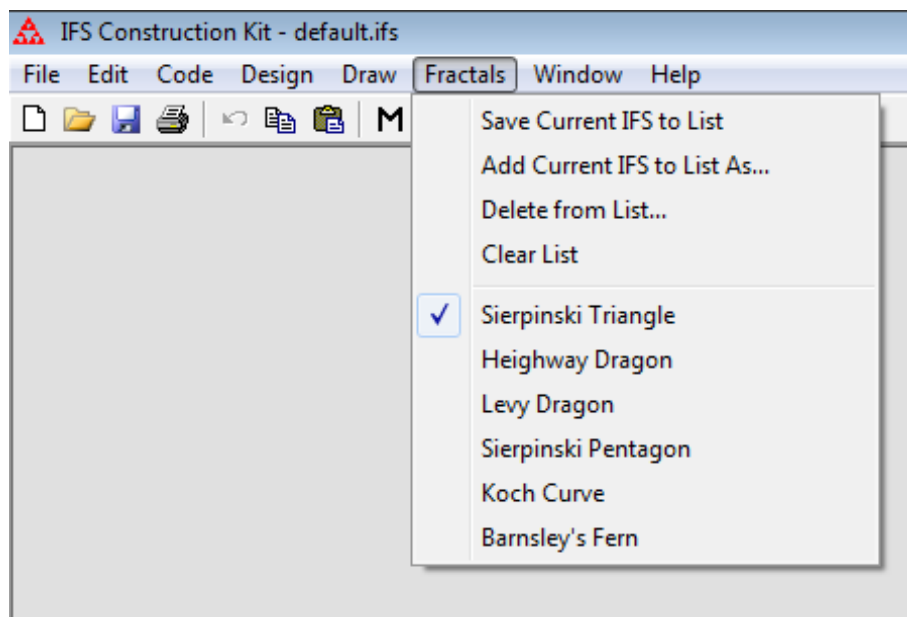 IFS Construction Kit - default.ifs
File Edit Code Design Draw Fractals Window Help
M
Save Current IFS to List
Add Current IFS to List As...
Delete from List...
Clear List
Sierpinski Triangle
Heighway Dragon
Levy Dragon
Sierpinski Pentagon
Koch Curve
Barnsley's Fern